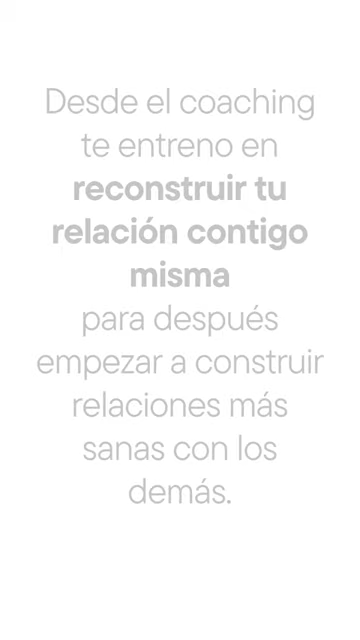 Desde el coaching
te entreno en
reconstruir tu
relación contigo
misma
para después
empezar a construir
relaciones más
sanas con los
demás.